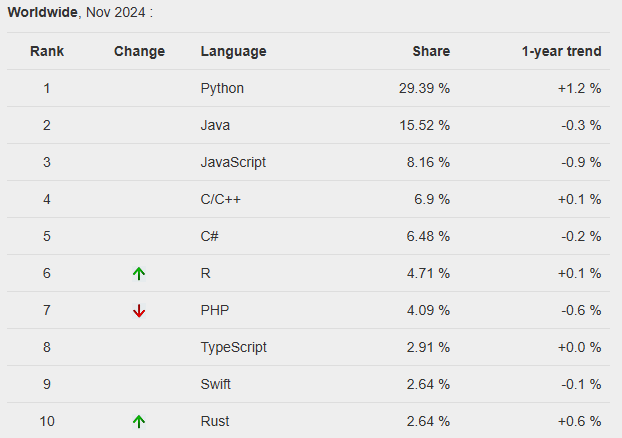 Worldwide, Nov 2024 :
Rank Change Language Share 1-year trend
1 Python 29.39 % +1.2 %
2 Java 15.52 % -0.3 %
3 JavaScript 8.16 % -0.9 %
4 C/C++ 6.9 % +0.1 %
5 C# 6.48 % -0.2 %
6 R 4.71 % +0.1 %
7 PHP 4.09 % -0.6 %
8 TypeScript 2.91 % +0.0 %
9 Swift 2.64 % -0.1 %
10 Rust 2.64 % +0.6 %